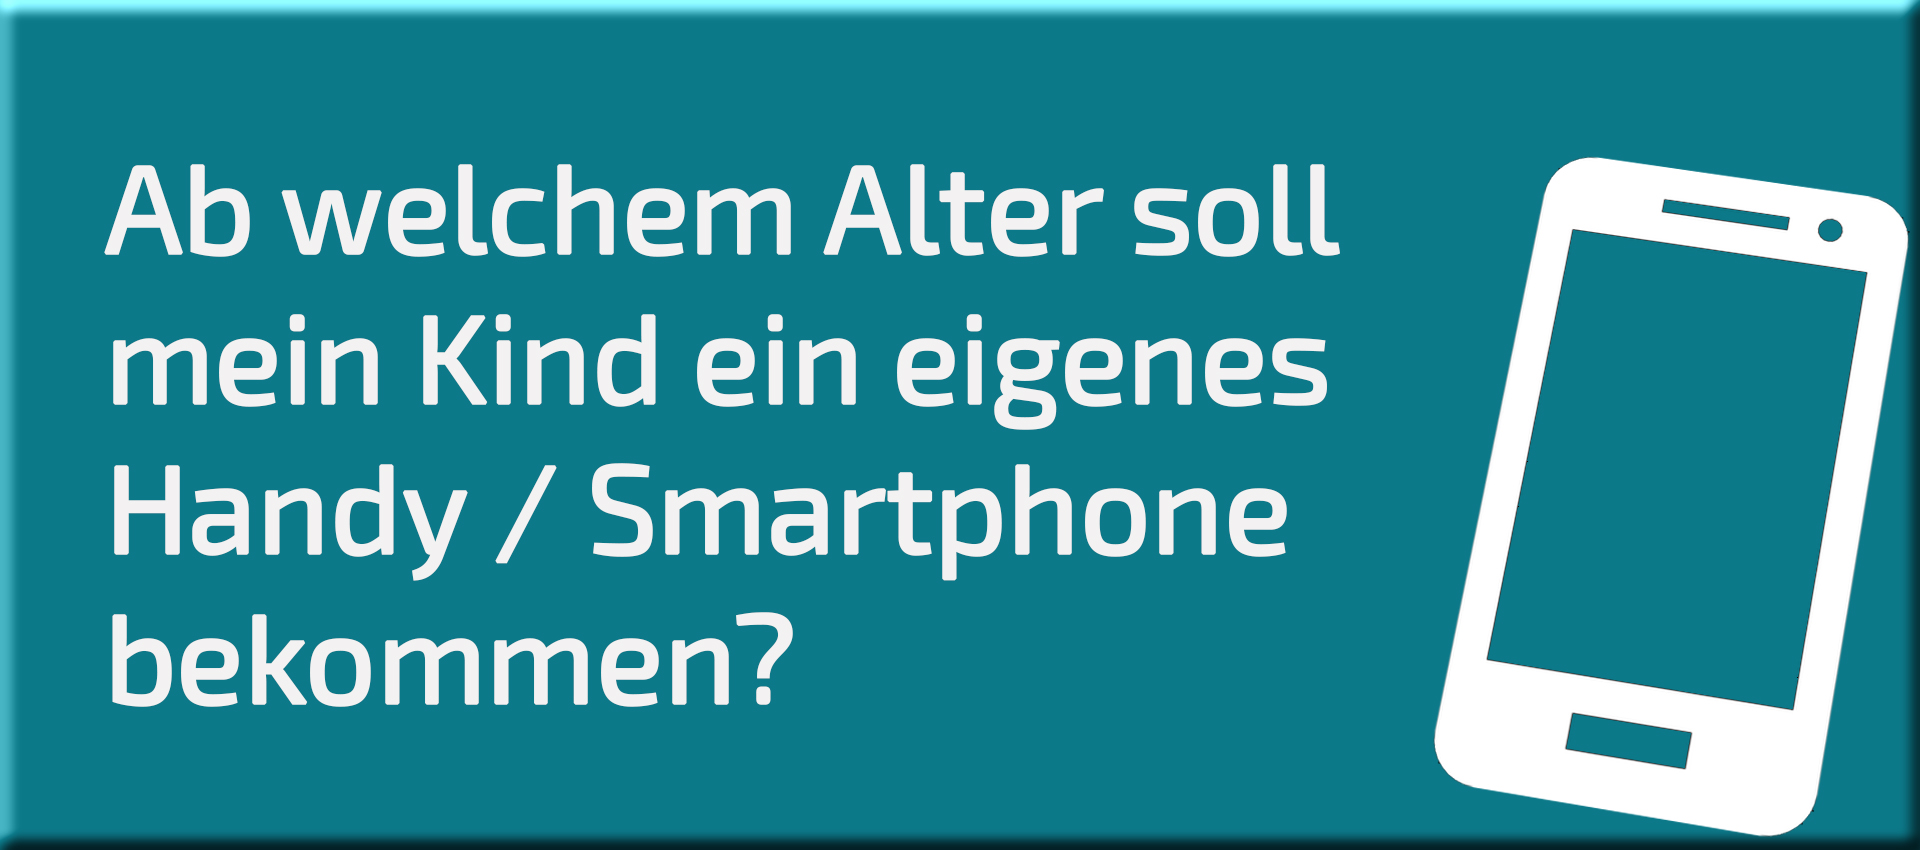 Ab welchem Alter soll
mein Kind ein eigenes
Handy / Smartphone
bekommen?